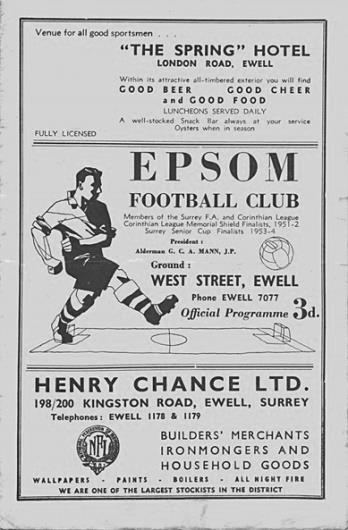 Venue for all good sportsmen . . .
"THE SPRING" HOTEL
LONDON ROAD, EWELL
Within its attractive all-timbered exterior you will find
GOOD BEER GOOD CHEER
and GOOD FOOD
LUNCHEONS SERVED DAILY
A well-stocked Snack Bar always at your service
Oysters when in season
FULLY LICENSED
EPSOM
FOOTBALL CLUB
Members of the Surrey F.A. and Corinthian League
Corinthian League Memorial Shield Finalists, 1951-2
Surrey Senior Cup Finalists 1953-4
President :
Alderman G. C. A. MANN, J.P.
Ground :
WEST STREET, EWELL
Phone EWELL 7077
Official Programme 3d.
HENRY CHANCE LTD.
198/200 KINGSTON ROAD, EWELL, SURREY
Telephones: EWELL 1178 & 1179
BUILDERS' MERCHANTS
IRONMONGERS AND
HOUSEHOLD GOODS
WALLPAPERS - PAINTS - BOILERS - ALL NIGHT FIRE
WE ARE ONE OF THE LARGEST STOCKISTS IN THE DISTRICT